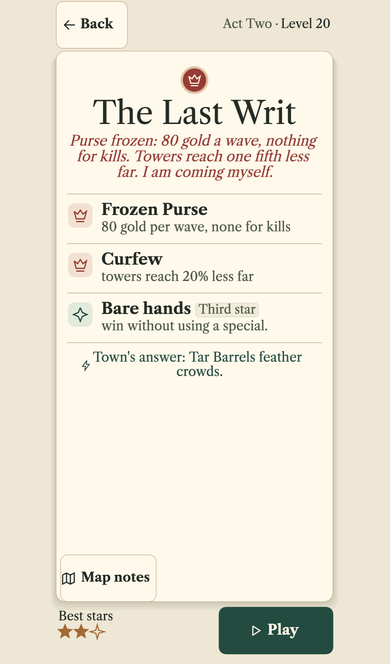 Back
Act Two · Level 20
The Last Writ
Purse frozen: 80 gold a wave, nothing
for kills. Towers reach one fifth less
far. I am coming myself.
Frozen Purse
80 gold per wave, none for kills
Curfew
towers reach 20% less far
Bare hands Third star
win without using a special.
Town's answer: Tar Barrels feather
crowds.
Map notes
Best stars
Play